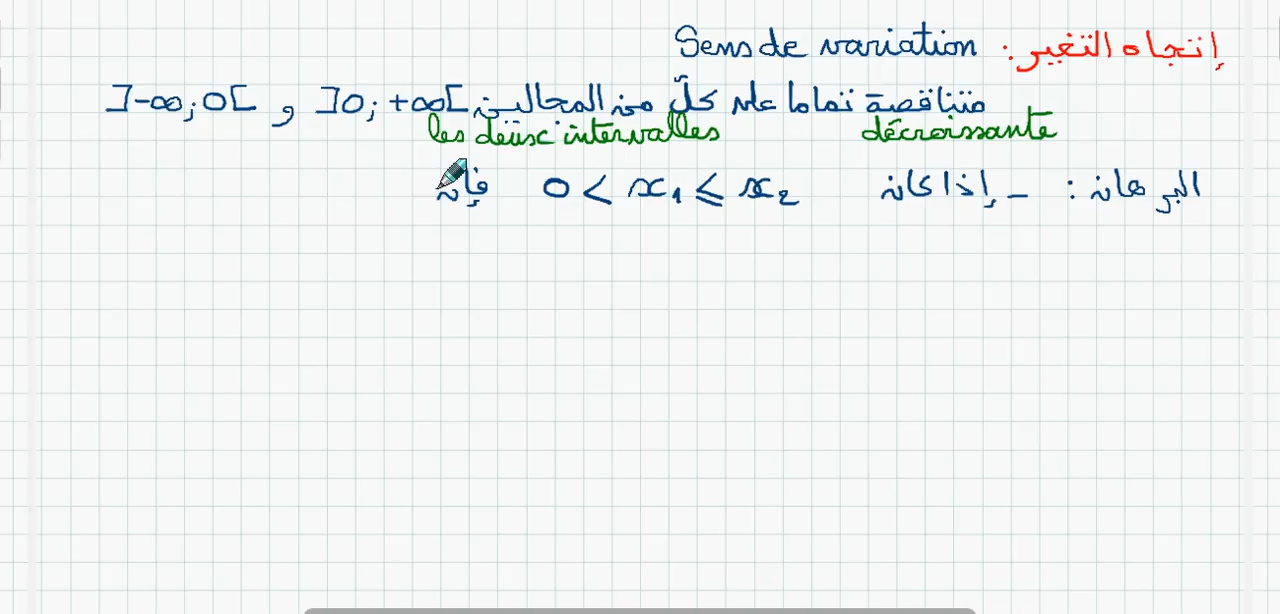 إتجاه التغير: Sens de variation
متناقصة تماما على كلّ من المجالين ]0; +∞[ و ]-∞; 0[
décroissante les deux intervalles
البرهان: _ إذا كان 0 < x₁ ≤ x₂ فإن